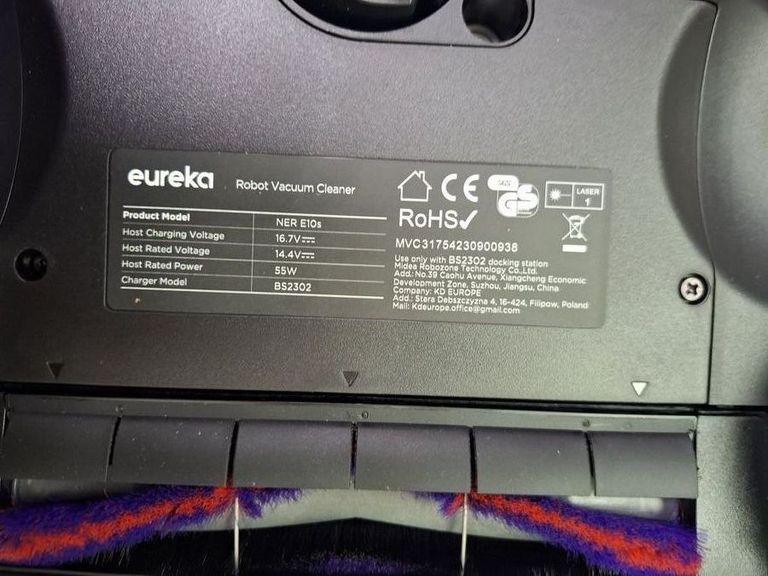 eureka Robot Vacuum Cleaner
Product Model NER E10s
Host Charging Voltage 16.7V⎓
Host Rated Voltage 14.4V⎓
Host Rated Power 55W
Charger Model BS2302
CE GS LASER
1
RoHS✓
MVC31754230900938
Use only with BS2302 docking station
Midea Robozone Technology Co.,Ltd.
Add.: No.39 Caohu Avenue, Xiangcheng Economic
Development Zone, Suzhou, Jiangsu, China
Company: KD EUROPE
Add.: Stara Debszczyzna 4, 16-424, Filipow, Poland
Mail: Kdeurope.office@gmail.com